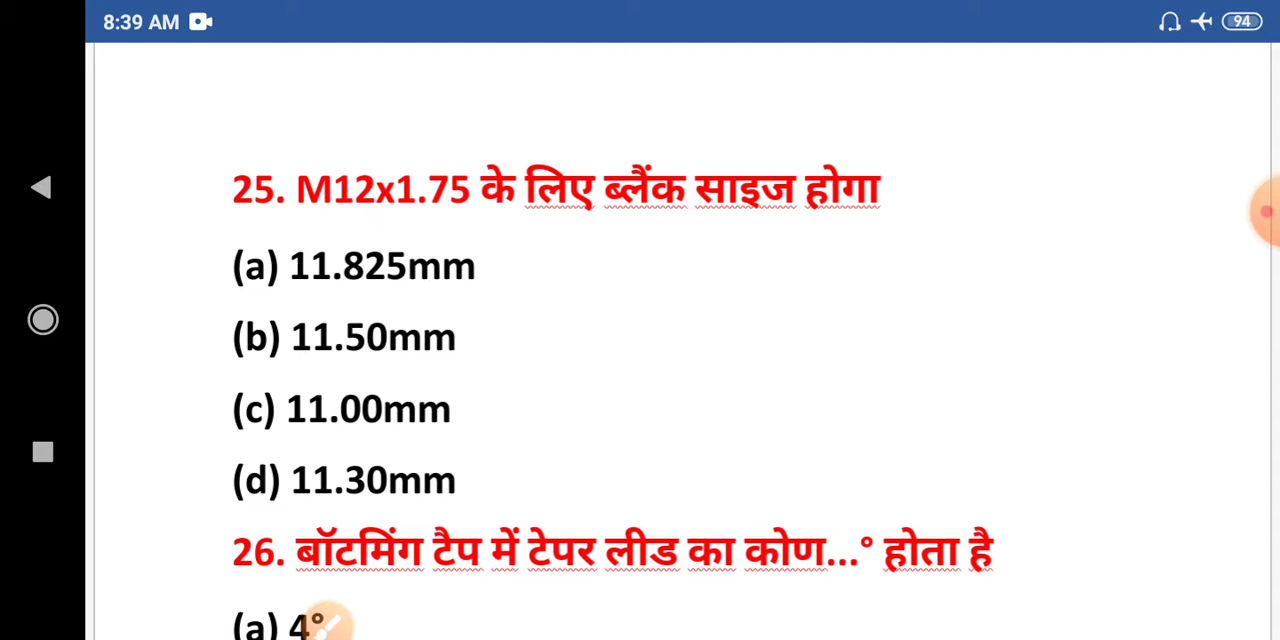 8:39 AM
94
25. M12x1.75 के लिए ब्लैंक साइज होगा
(a) 11.825mm
(b) 11.50mm
(c) 11.00mm
(d) 11.30mm
26. बॉटमिंग टैप में टेपर लीड का कोण...° होता है
(a) 4°